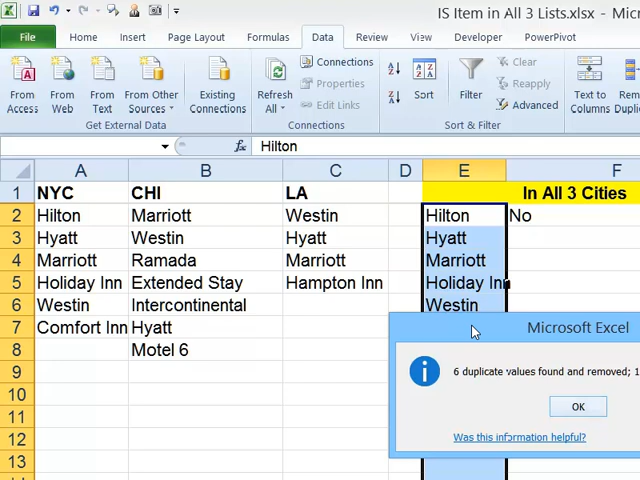 IS Item in All 3 Lists.xlsx - Micr
File Home Insert Page Layout Formulas Data Review View Developer PowerPivot
From Access
From Web
From Text
From Other Sources
Existing Connections
Refresh All
Connections
Properties
Edit Links
Sort
Filter
Clear
Reapply
Advanced
Text to Columns
Remo
Dup
Get External Data Connections Sort & Filter
fx Hilton
A B C D E F
1 NYC CHI LA In All 3 Cities
2 Hilton Marriott Westin Hilton No
3 Hyatt Westin Hyatt Hyatt
4 Marriott Ramada Marriott Marriott
5 Holiday Inn Extended Stay Hampton Inn Holiday Inn
6 Westin Intercontinental Westin
7 Comfort Inn Hyatt
8 Motel 6
9
10
11
12
13
Microsoft Excel
6 duplicate values found and removed; 1
OK
Was this information helpful?